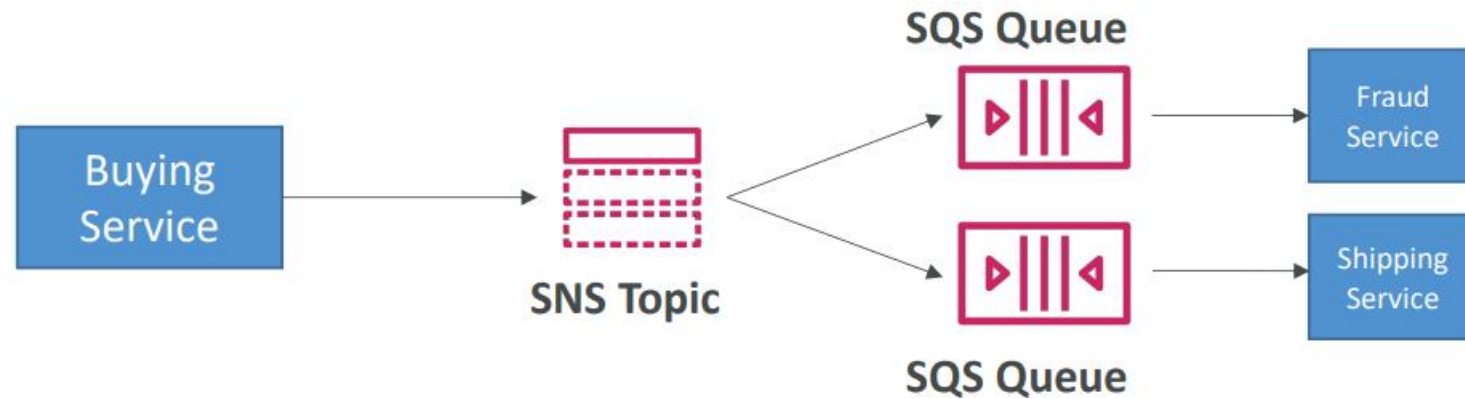 SQS Queue
Buying
Service
SNS Topic
Fraud
Service
Shipping
Service
SQS Queue